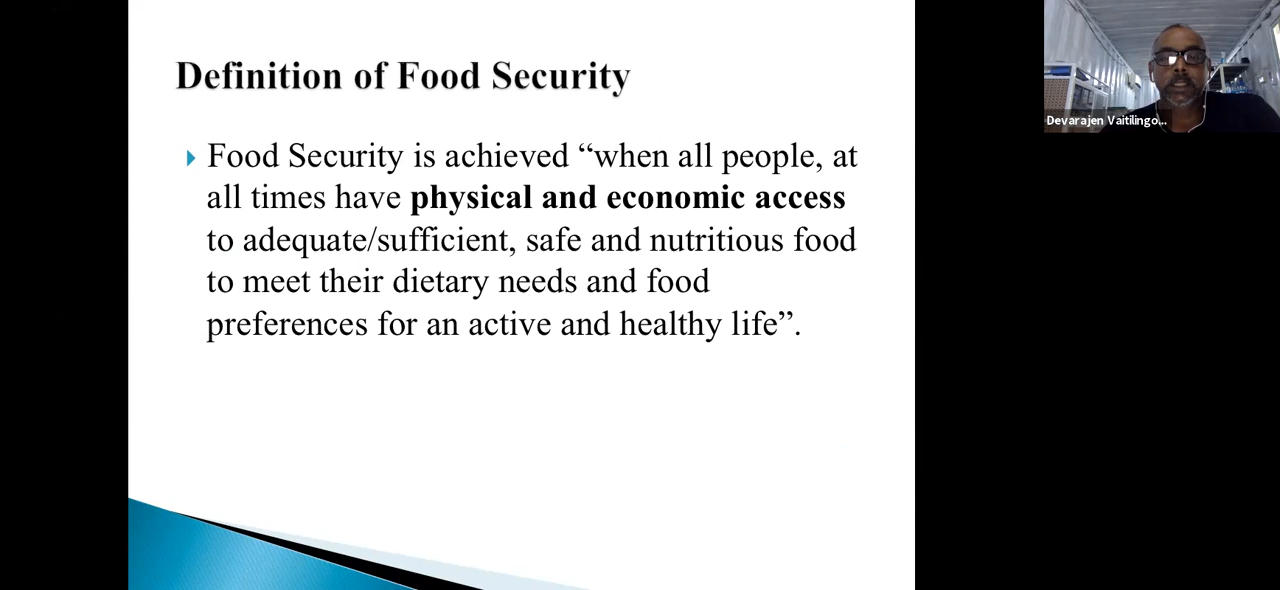 Definition of Food Security
Food Security is achieved “when all people, at
all times have physical and economic access
to adequate/sufficient, safe and nutritious food
to meet their dietary needs and food
preferences for an active and healthy life”.
Devarajen Vaitilingo...